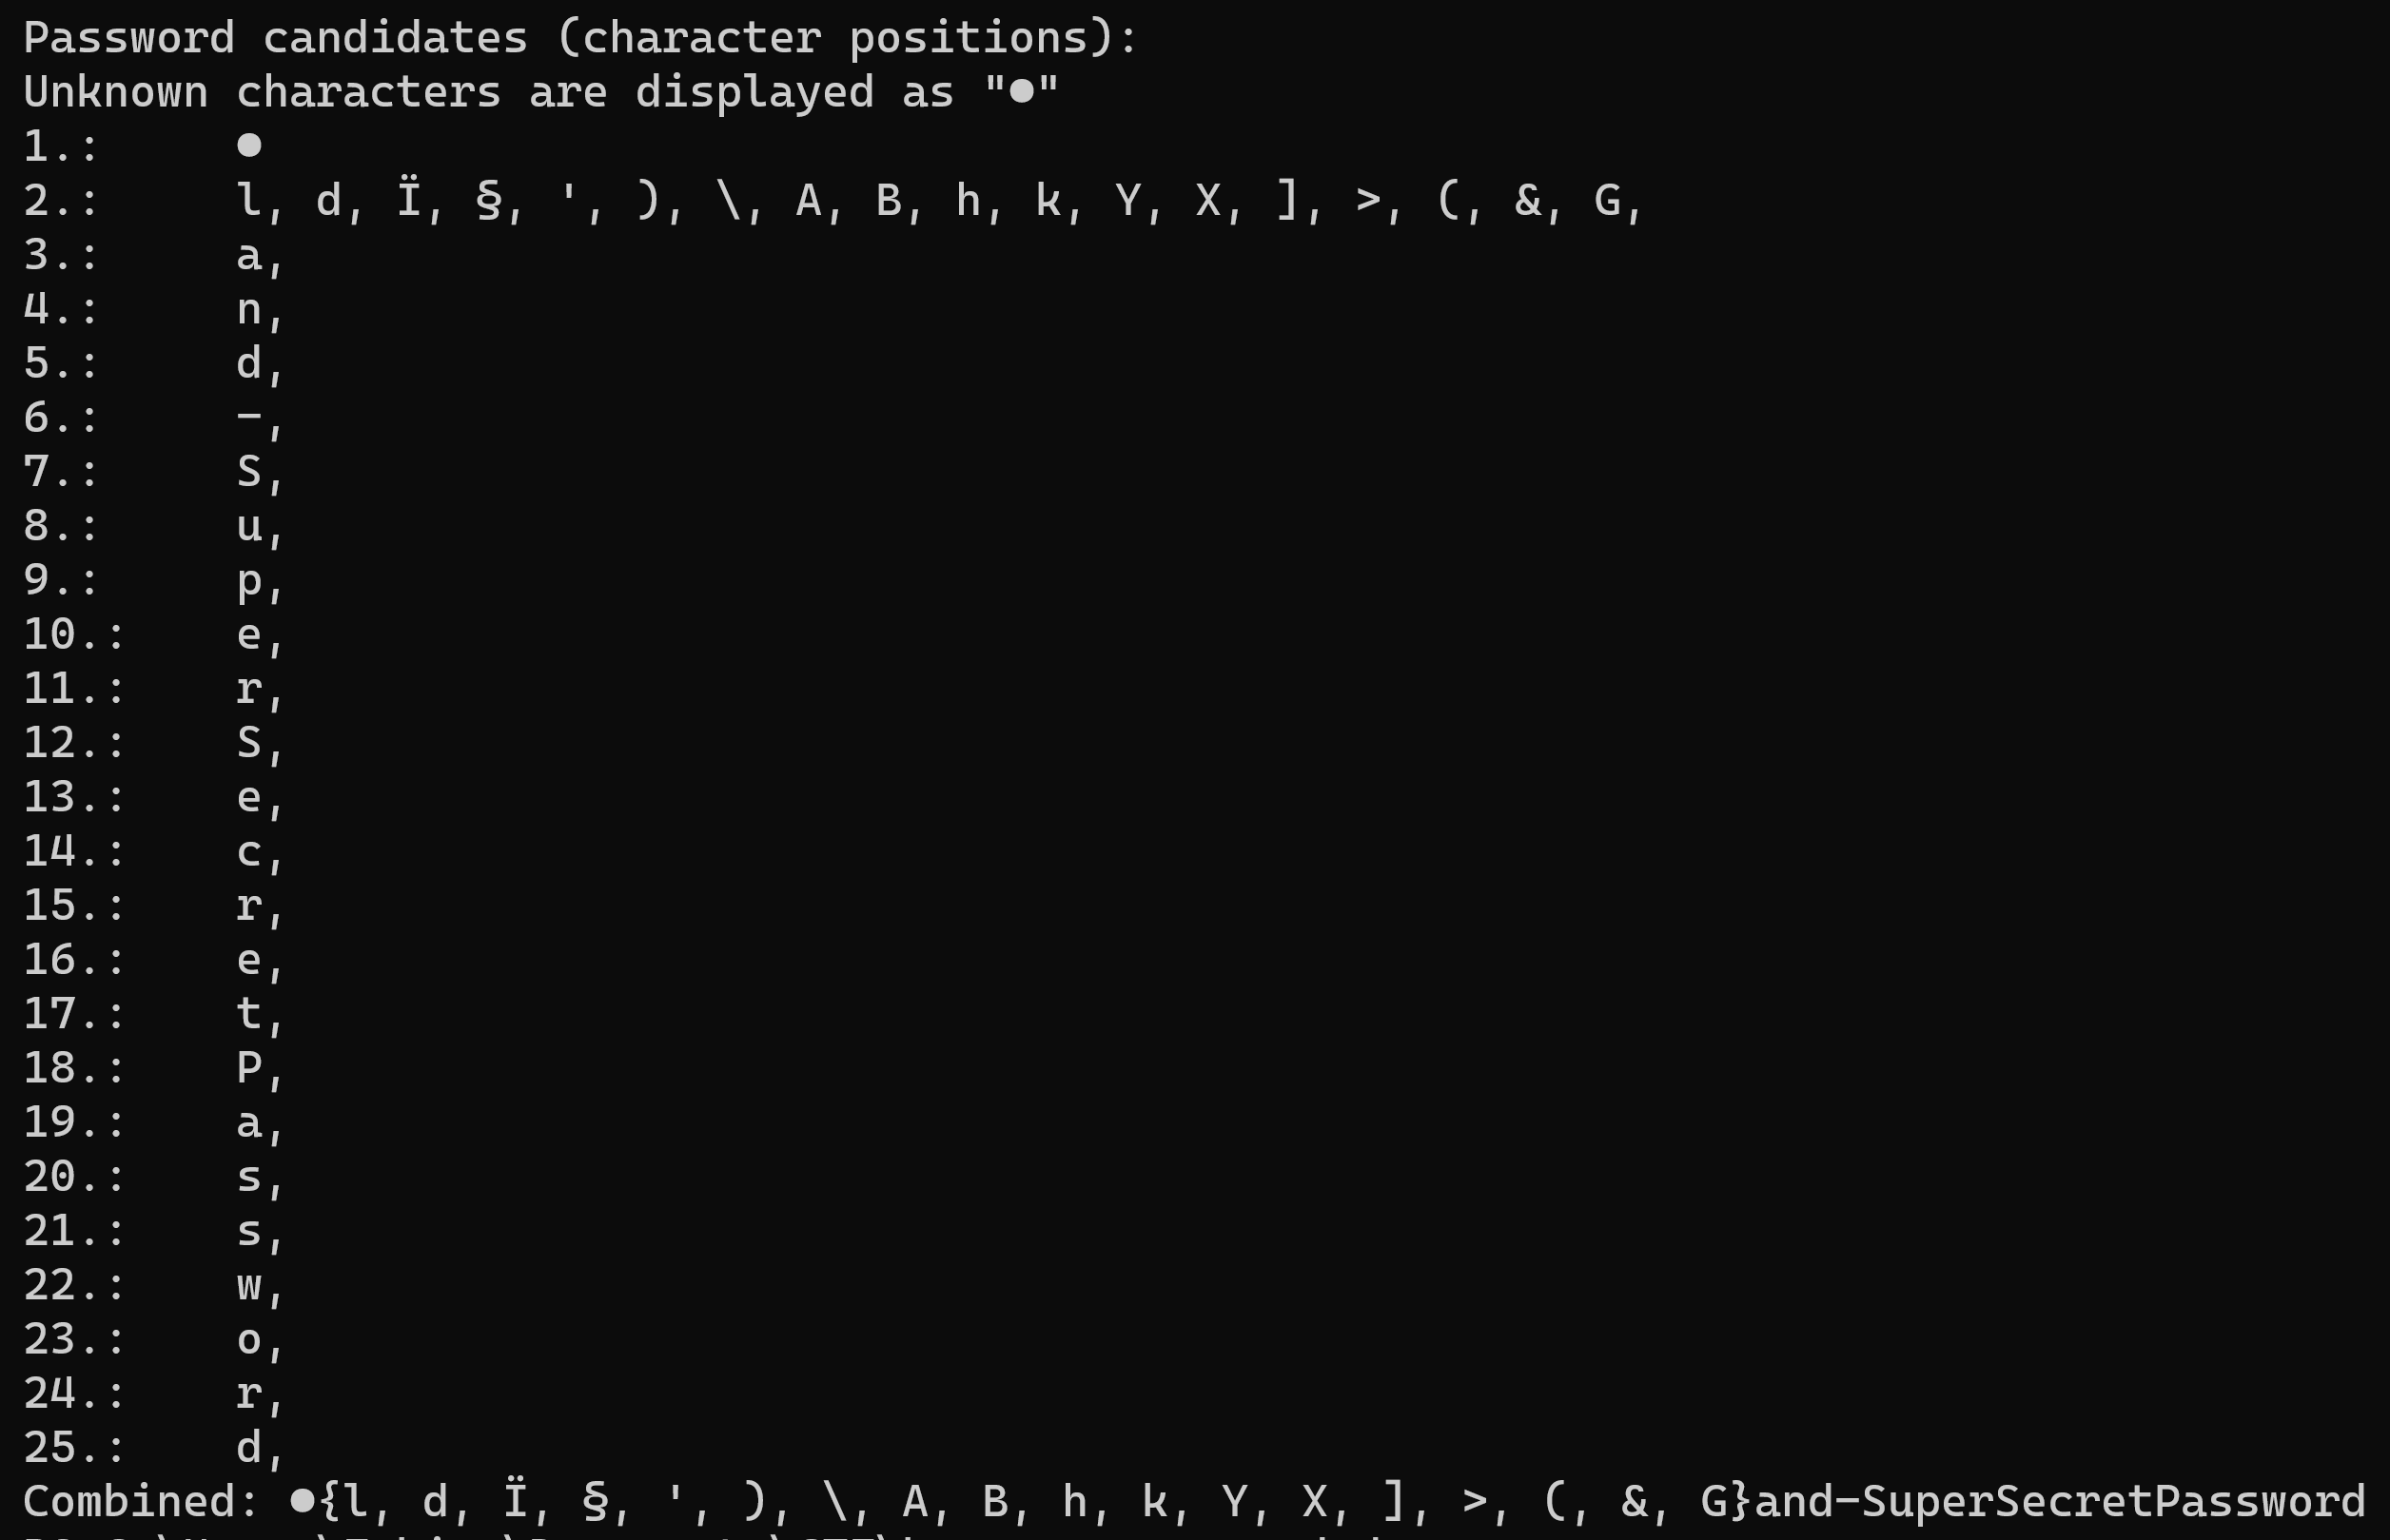 Password candidates (character positions):
Unknown characters are displayed as "●"
1.: ●
2.: l, d, Ï, §, ', ), \, A, B, h, k, Y, X, ], >, (, &, G,
3.: a,
4.: n,
5.: d,
6.: -,
7.: S,
8.: u,
9.: p,
10.: e,
11.: r,
12.: S,
13.: e,
14.: c,
15.: r,
16.: e,
17.: t,
18.: P,
19.: a,
20.: s,
21.: s,
22.: w,
23.: o,
24.: r,
25.: d,
Combined: ●{l, d, Ï, §, ', ), \, A, B, h, k, Y, X, ], >, (, &, G}and-SuperSecretPassword